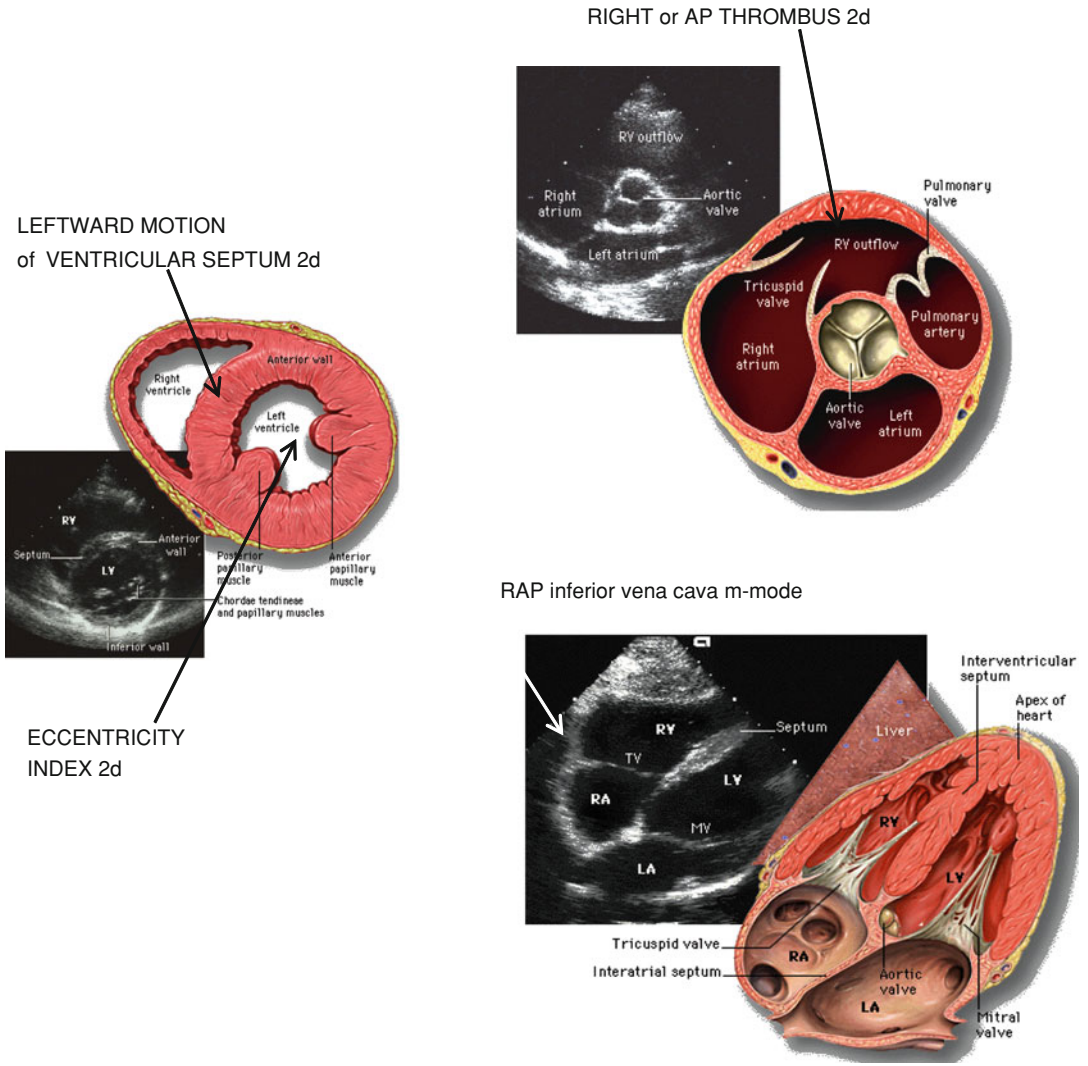 RIGHT or AP THROMBUS 2d
RV outflow
Right
atrium
Aortic
valve
Left atrium
Pulmonary
valve
RV outflow
Tricuspid
valve
Pulmonary
artery
Right
atrium
Aortic
valve
Left
atrium
LEFTWARD MOTION
of VENTRICULAR SEPTUM 2d
Anterior wall
Right
ventricle
Left
ventricle
RV
Septum
Anterior
wall
LV
Posterior
papillary
muscle
Anterior
papillary
muscle
Chordae tendineae
and papillary muscles
Inferior wall
ECCENTRICITY
INDEX 2d
RAP inferior vena cava m-mode
RV
Septum
TV
LV
RA
MV
LA
Liver
Interventricular
septum
Apex of
heart
RV
LV
Tricuspid valve
RA
Interatrial septum
Aortic
valve
LA
Mitral
valve